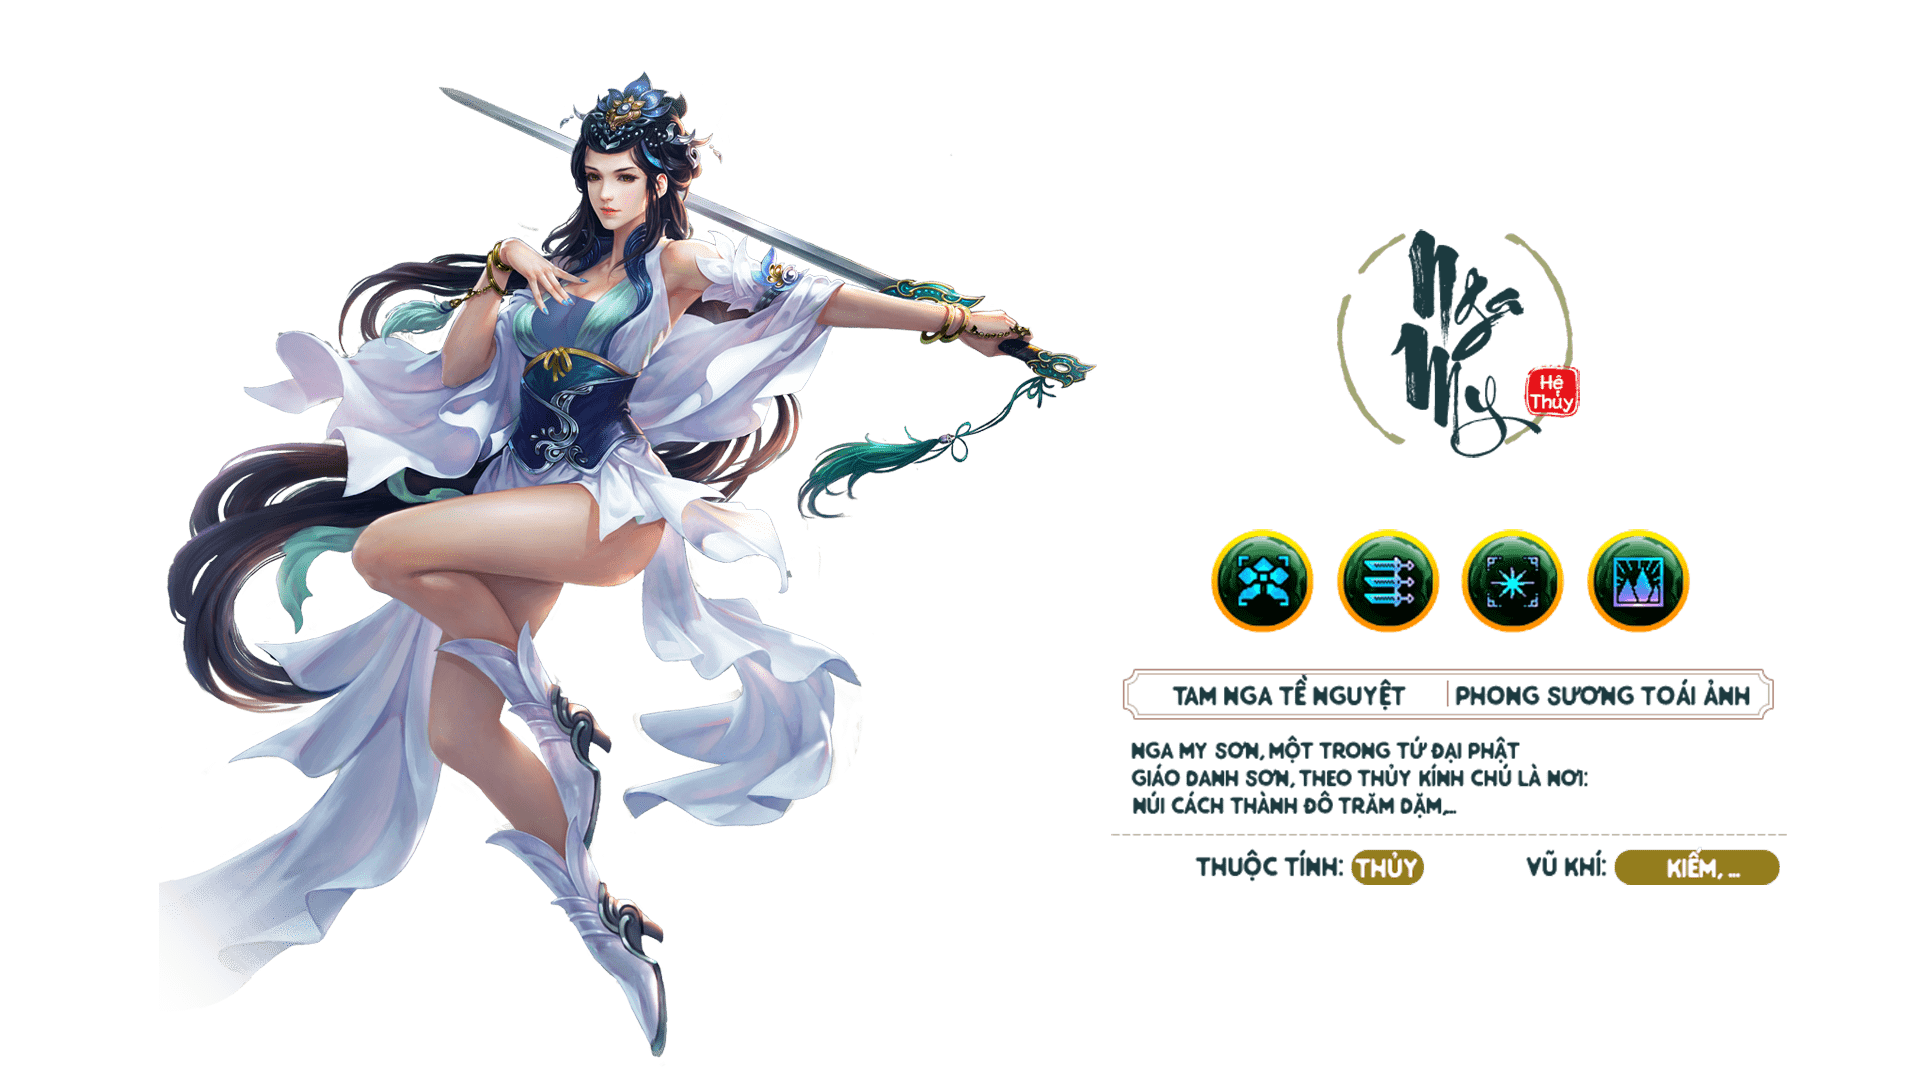 Nga
My
Hệ
Thủy
TAM NGA TỀ NGUYỆT
PHONG SƯƠNG TOÁI ẢNH
NGA MY SƠN, MỘT TRONG TỨ ĐẠI PHẬT
GIÁO DANH SƠN, THEO THỦY KÍNH CHÚ LÀ NƠI:
NÚI CÁCH THÀNH ĐÔ TRĂM DẶM,...
THUỘC TÍNH: THỦY
VŨ KHÍ: KIẾM, ...